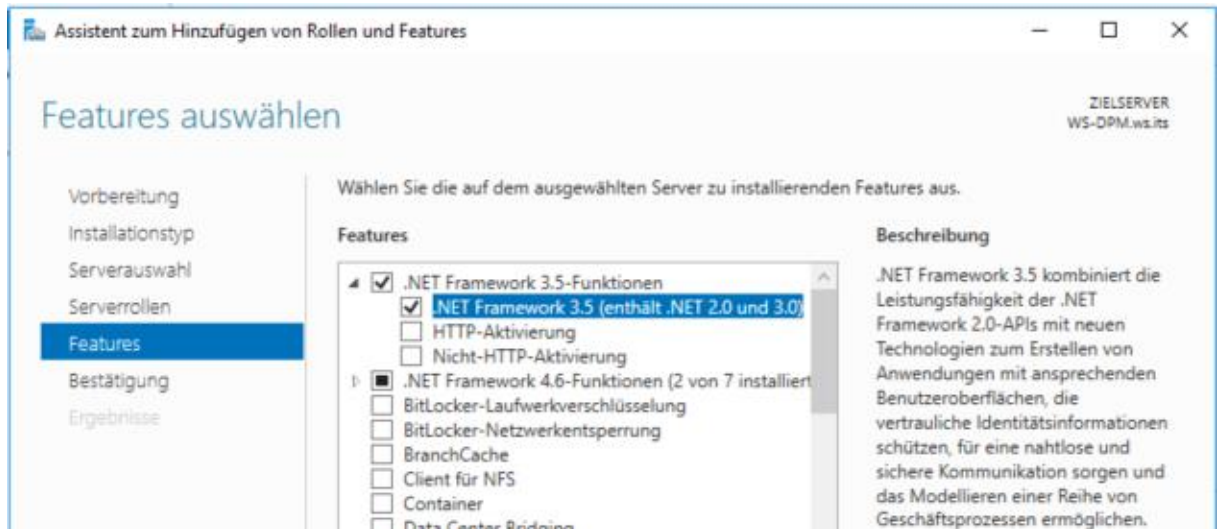 Assistent zum Hinzufügen von Rollen und Features
Features auswählen
ZIELSERVER
WS-DPM.ws.its
Vorbereitung
Installationstyp
Serverauswahl
Serverrollen
Features
Bestätigung
Ergebnisse
Wählen Sie die auf dem ausgewählten Server zu installierenden Features aus.
Features
.NET Framework 3.5-Funktionen
.NET Framework 3.5 (enthält .NET 2.0 und 3.0)
HTTP-Aktivierung
Nicht-HTTP-Aktivierung
.NET Framework 4.6-Funktionen (2 von 7 installiert
BitLocker-Laufwerkverschlüsselung
BitLocker-Netzwerkentsperrung
BranchCache
Client für NFS
Container
Data Center Bridging
Beschreibung
.NET Framework 3.5 kombiniert die
Leistungsfähigkeit der .NET
Framework 2.0-APIs mit neuen
Technologien zum Erstellen von
Anwendungen mit ansprechenden
Benutzeroberflächen, die
vertrauliche Identitätsinformationen
schützen, für eine nahtlose und
sichere Kommunikation sorgen und
das Modellieren einer Reihe von
Geschäftsprozessen ermöglichen.